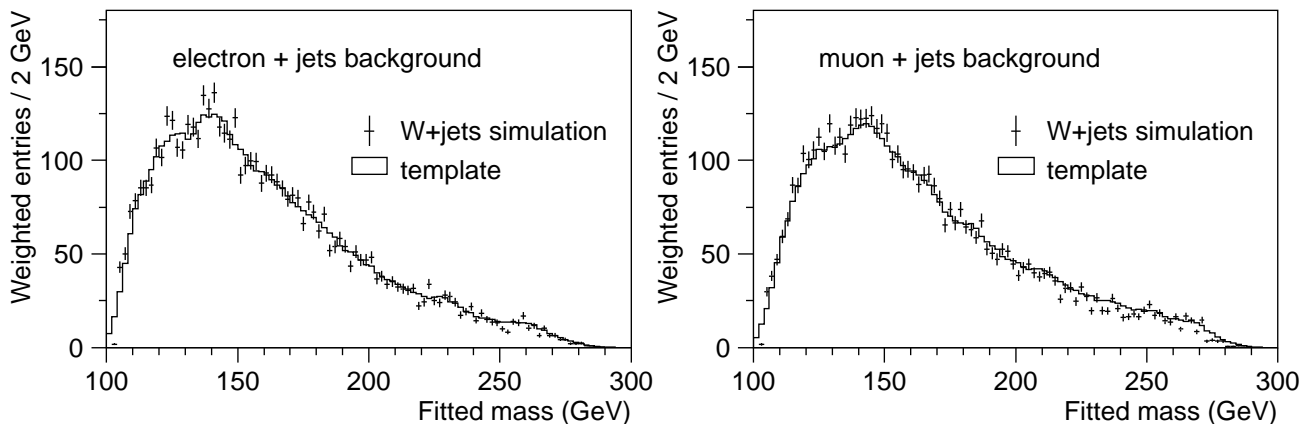 Weighted entries / 2 GeV
150
100
50
0
electron + jets background
W+jets simulation
template
100 150 200 250 300
Fitted mass (GeV)
Weighted entries / 2 GeV
150
100
50
0
muon + jets background
W+jets simulation
template
100 150 200 250 300
Fitted mass (GeV)